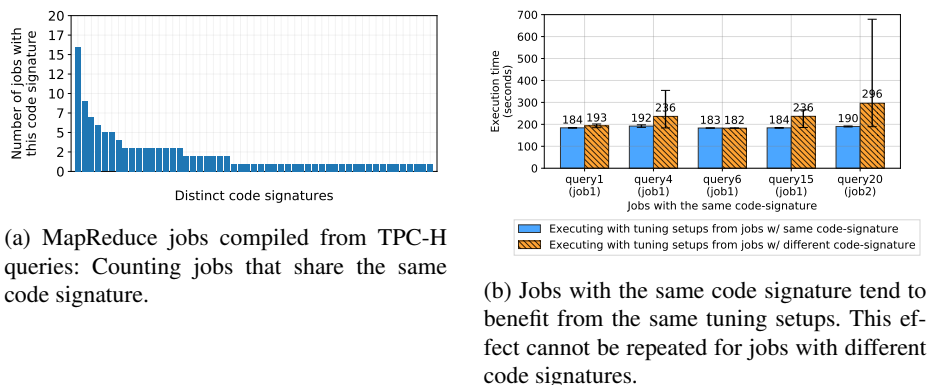 20
17
15
12
10
7
5
2
0
Number of jobs with
this code signature
Distinct code signatures
(a) MapReduce jobs compiled from TPC-H
queries: Counting jobs that share the same
code signature.
700
600
500
400
300
200
100
0
Execution time
(seconds)
184 193
192 236
183 182
184 236
190 296
query1
(job1)
query4
(job1)
query6
(job1)
query15
(job1)
query20
(job2)
Jobs with the same code-signature
Executing with tuning setups from jobs w/ same code-signature
Executing with tuning setups from jobs w/ different code-signature
(b) Jobs with the same code signature tend to
benefit from the same tuning setups. This ef-
fect cannot be repeated for jobs with different
code signatures.